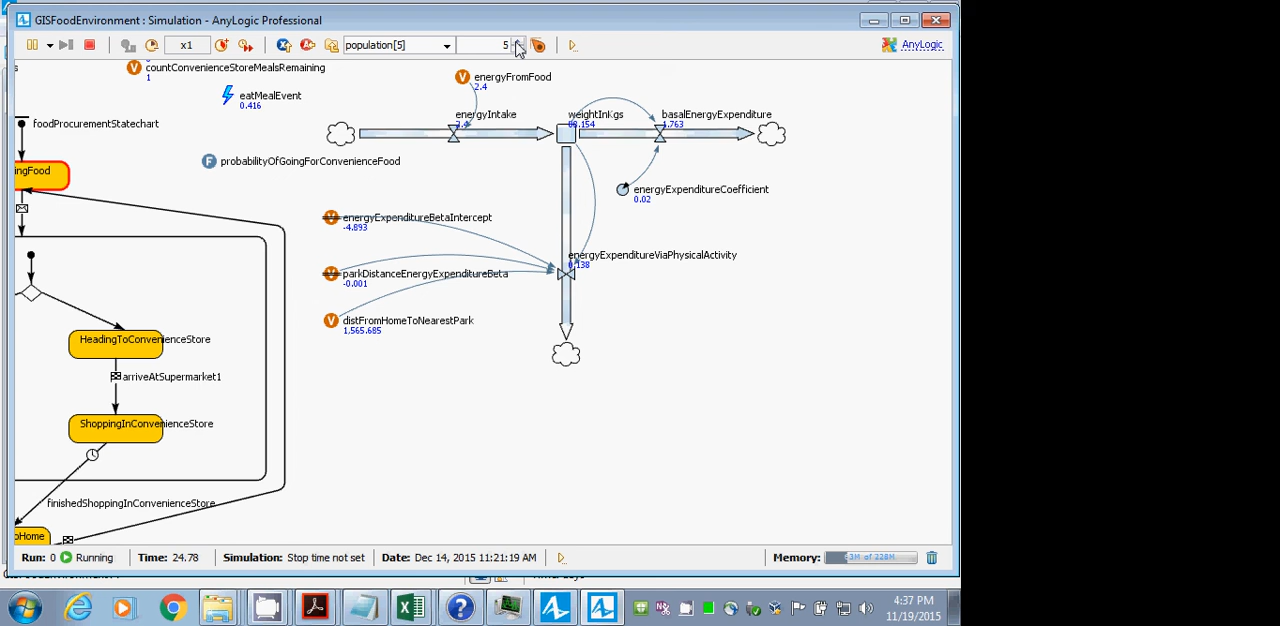 GISFoodEnvironment : Simulation - AnyLogic Professional
x1
population[5]
5
AnyLogic
s
countConvenienceStoreMealsRemaining
1
energyFromFood
2.4
eatMealEvent
0.416
energyIntake
weightInKgs
basalEnergyExpenditure
foodProcurementStatechart
probabilityOfGoingForConvenienceFood
ingFood
energyExpenditureCoefficient
0.02
energyExpenditureBetaIntercept
-4.893
energyExpenditureViaPhysicalActivity
parkDistanceEnergyExpenditureBeta
-0.001
distFromHomeToNearestPark
1,565.685
HeadingToConvenienceStore
arriveAtSupermarket1
ShoppingInConvenienceStore
finishedShoppingInConvenienceStore
oHome
Run: 0 Running Time: 24.78 Simulation: Stop time not set Date: Dec 14, 2015 11:21:19 AM Memory:
4:37 PM
11/19/2015